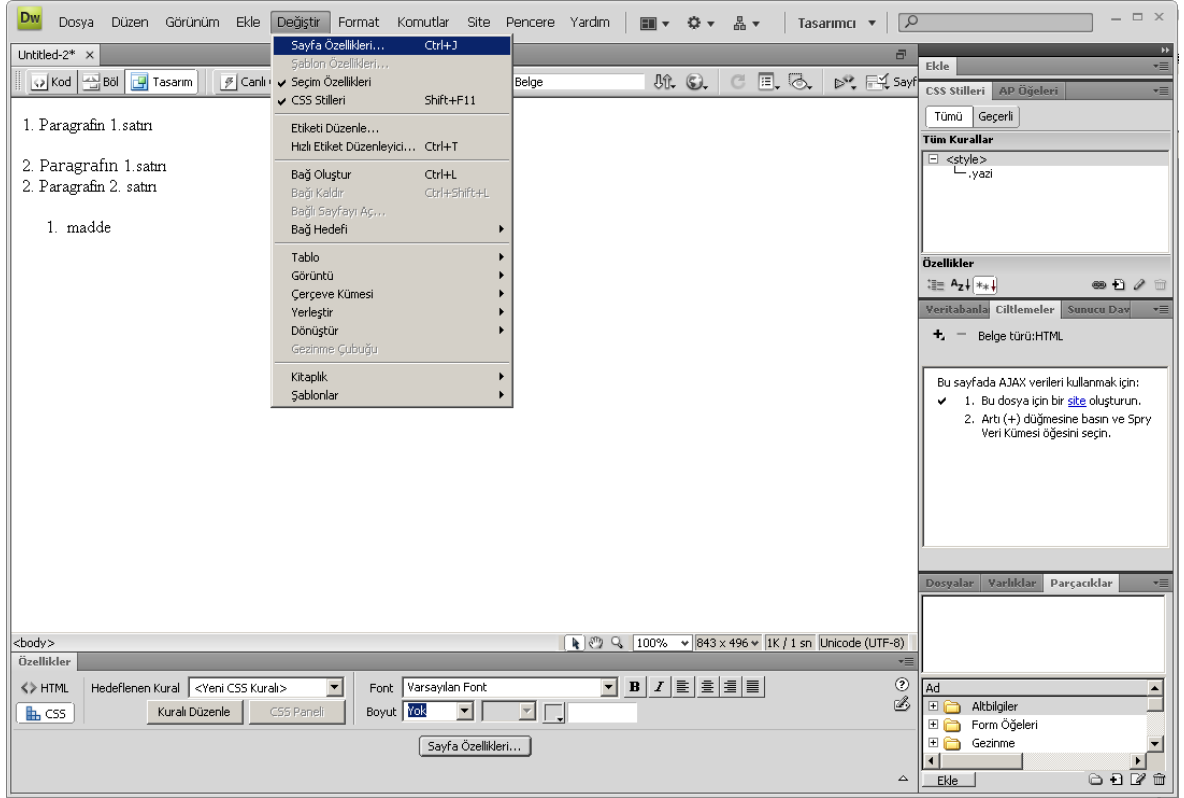 Dw Dosya Düzen Görünüm Ekle Değiştir Format Komutlar Site Pencere Yardım Tasarımcı
Untitled-2*
Kod Böl Tasarım Canlı Belge Sayf
Sayfa Özellikleri... Ctrl+J
Şablon Özellikleri...
Seçim Özellikleri
CSS Stilleri Shift+F11
Etiketi Düzenle...
Hızlı Etiket Düzenleyici... Ctrl+T
Bağ Oluştur Ctrl+L
Bağı Kaldır Ctrl+Shift+L
Bağlı Sayfayı Aç...
Bağ Hedefi
Tablo
Görüntü
Çerçeve Kümesi
Yerleştir
Dönüştür
Gezinme Çubuğu
Kitaplık
Şablonlar
1. Paragrafın 1.satırı
2. Paragrafın 1.satırı
2. Paragrafin 2. satırı
1. madde
Ekle
CSS Stilleri AP Öğeleri
Tümü Geçerli
Tüm Kurallar
<style>
.yazi
Özellikler
Veritabanla Ciltlemeler Sunucu Dav
Belge türü:HTML
Bu sayfada AJAX verileri kullanmak için:
1. Bu dosya için bir site oluşturun.
2. Artı (+) düğmesine basın ve Spry
Veri Kümesi öğesini seçin.
Dosyalar Varlıklar Parçacıklar
Ad
Altbilgiler
Form Öğeleri
Gezinme
Ekle
<body> 100% 843 x 496 1K / 1 sn Unicode (UTF-8)
Özellikler
<> HTML Hedeflenen Kural <Yeni CSS Kuralı> Font Varsayılan Font B I
CSS Kuralı Düzenle CSS Paneli Boyut Yok
Sayfa Özellikleri...